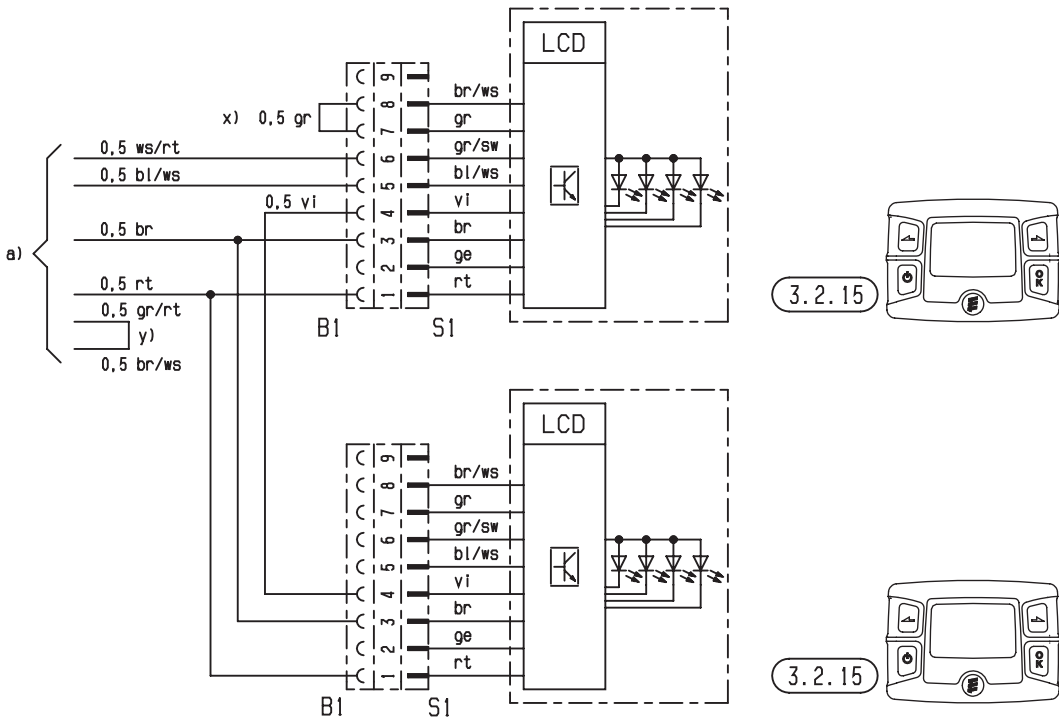 LCD
9
8
br/ws
x) 0,5 gr
7
gr
0,5 ws/rt
6
gr/sw
0,5 bl/ws
5
bl/ws
0,5 vi
4
vi
a)
0,5 br
3
br
2
ge
0,5 rt
1
rt
3.2.15
OK
0,5 gr/rt
y)
B1
S1
0,5 br/ws
LCD
9
8
br/ws
7
gr
6
gr/sw
5
bl/ws
4
vi
3
br
2
ge
1
rt
3.2.15
OK
B1
S1